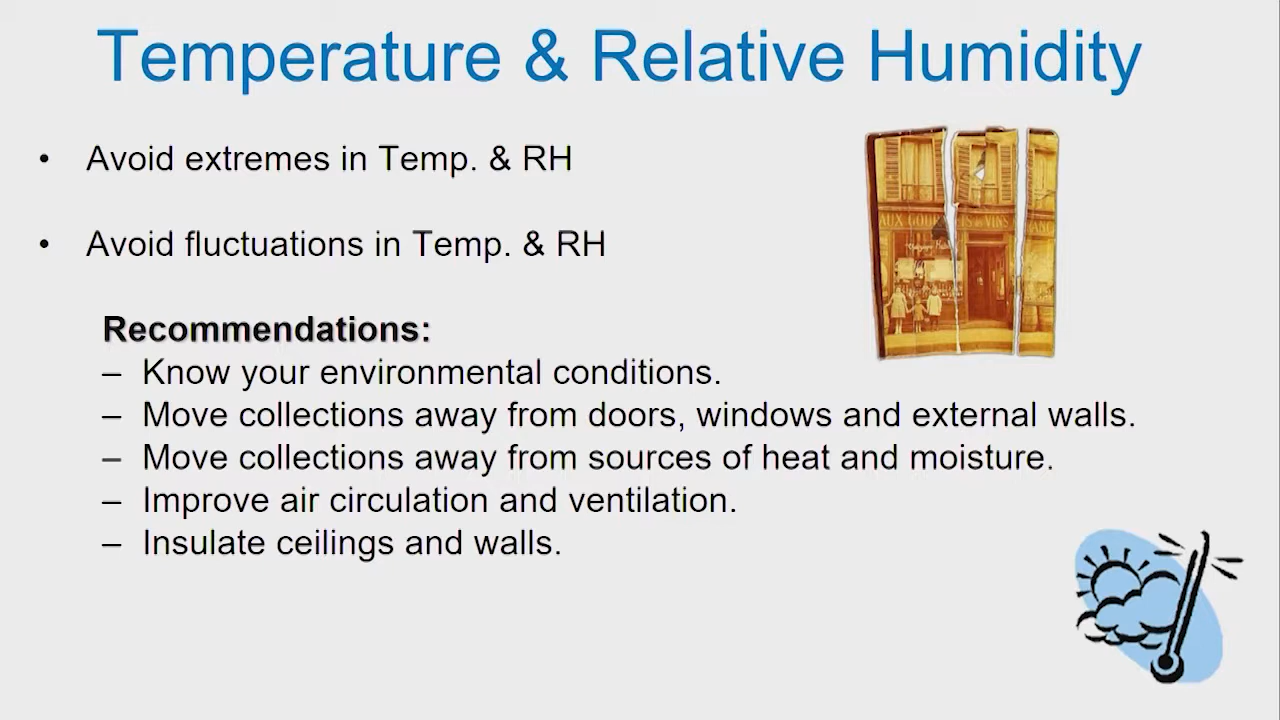 Temperature & Relative Humidity
• Avoid extremes in Temp. & RH
• Avoid fluctuations in Temp. & RH
Recommendations:
– Know your environmental conditions.
– Move collections away from doors, windows and external walls.
– Move collections away from sources of heat and moisture.
– Improve air circulation and ventilation.
– Insulate ceilings and walls.
AUX VINS